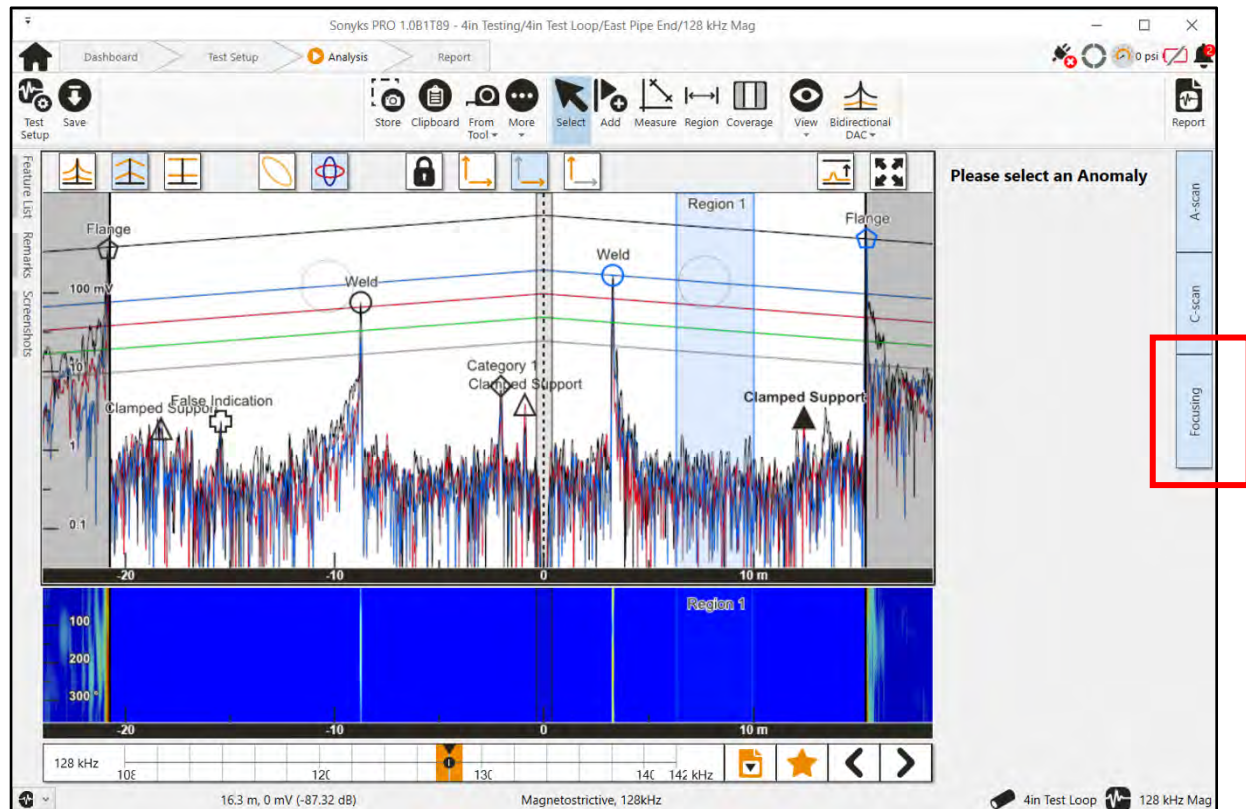 Sonyks PRO 1.0B1T89 - 4in Testing/4in Test Loop/East Pipe End/128 kHz Mag
Dashboard
Test Setup
Analysis
Report
0 psi
2
Test Setup
Save
Store
Clipboard
From Tool
More
Select
Add
Measure
Region
Coverage
View
Bidirectional DAC
Report
Feature List
Remarks
Screenshots
Please select an Anomaly
A-scan
C-scan
Focusing
Region 1
Flange
Flange
Weld
Weld
100 mV
10
1
0.1
Category 1
Clamped Support
Clamped Support
False Indication
Clamped Support
-20
-10
0
10 m
Region 1
100
200
300 °
-20
-10
0
10 m
128 kHz
142 kHz
16.3 m, 0 mV (-87.32 dB)
Magnetostrictive, 128kHz
4in Test Loop
128 kHz Mag